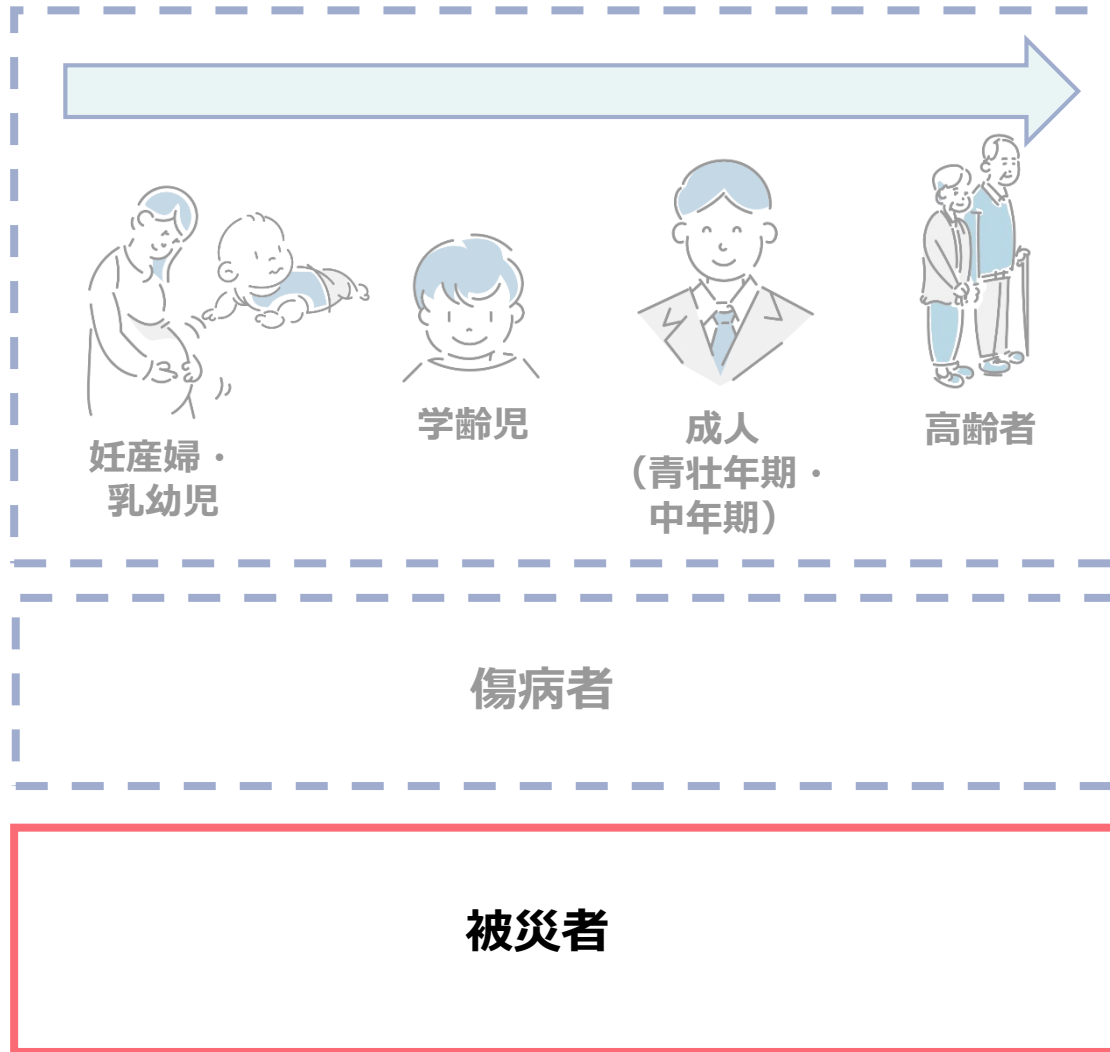 妊産婦・
乳幼児
学齢児
成人
（青壮年期・
中年期）
高齢者
傷病者
被災者